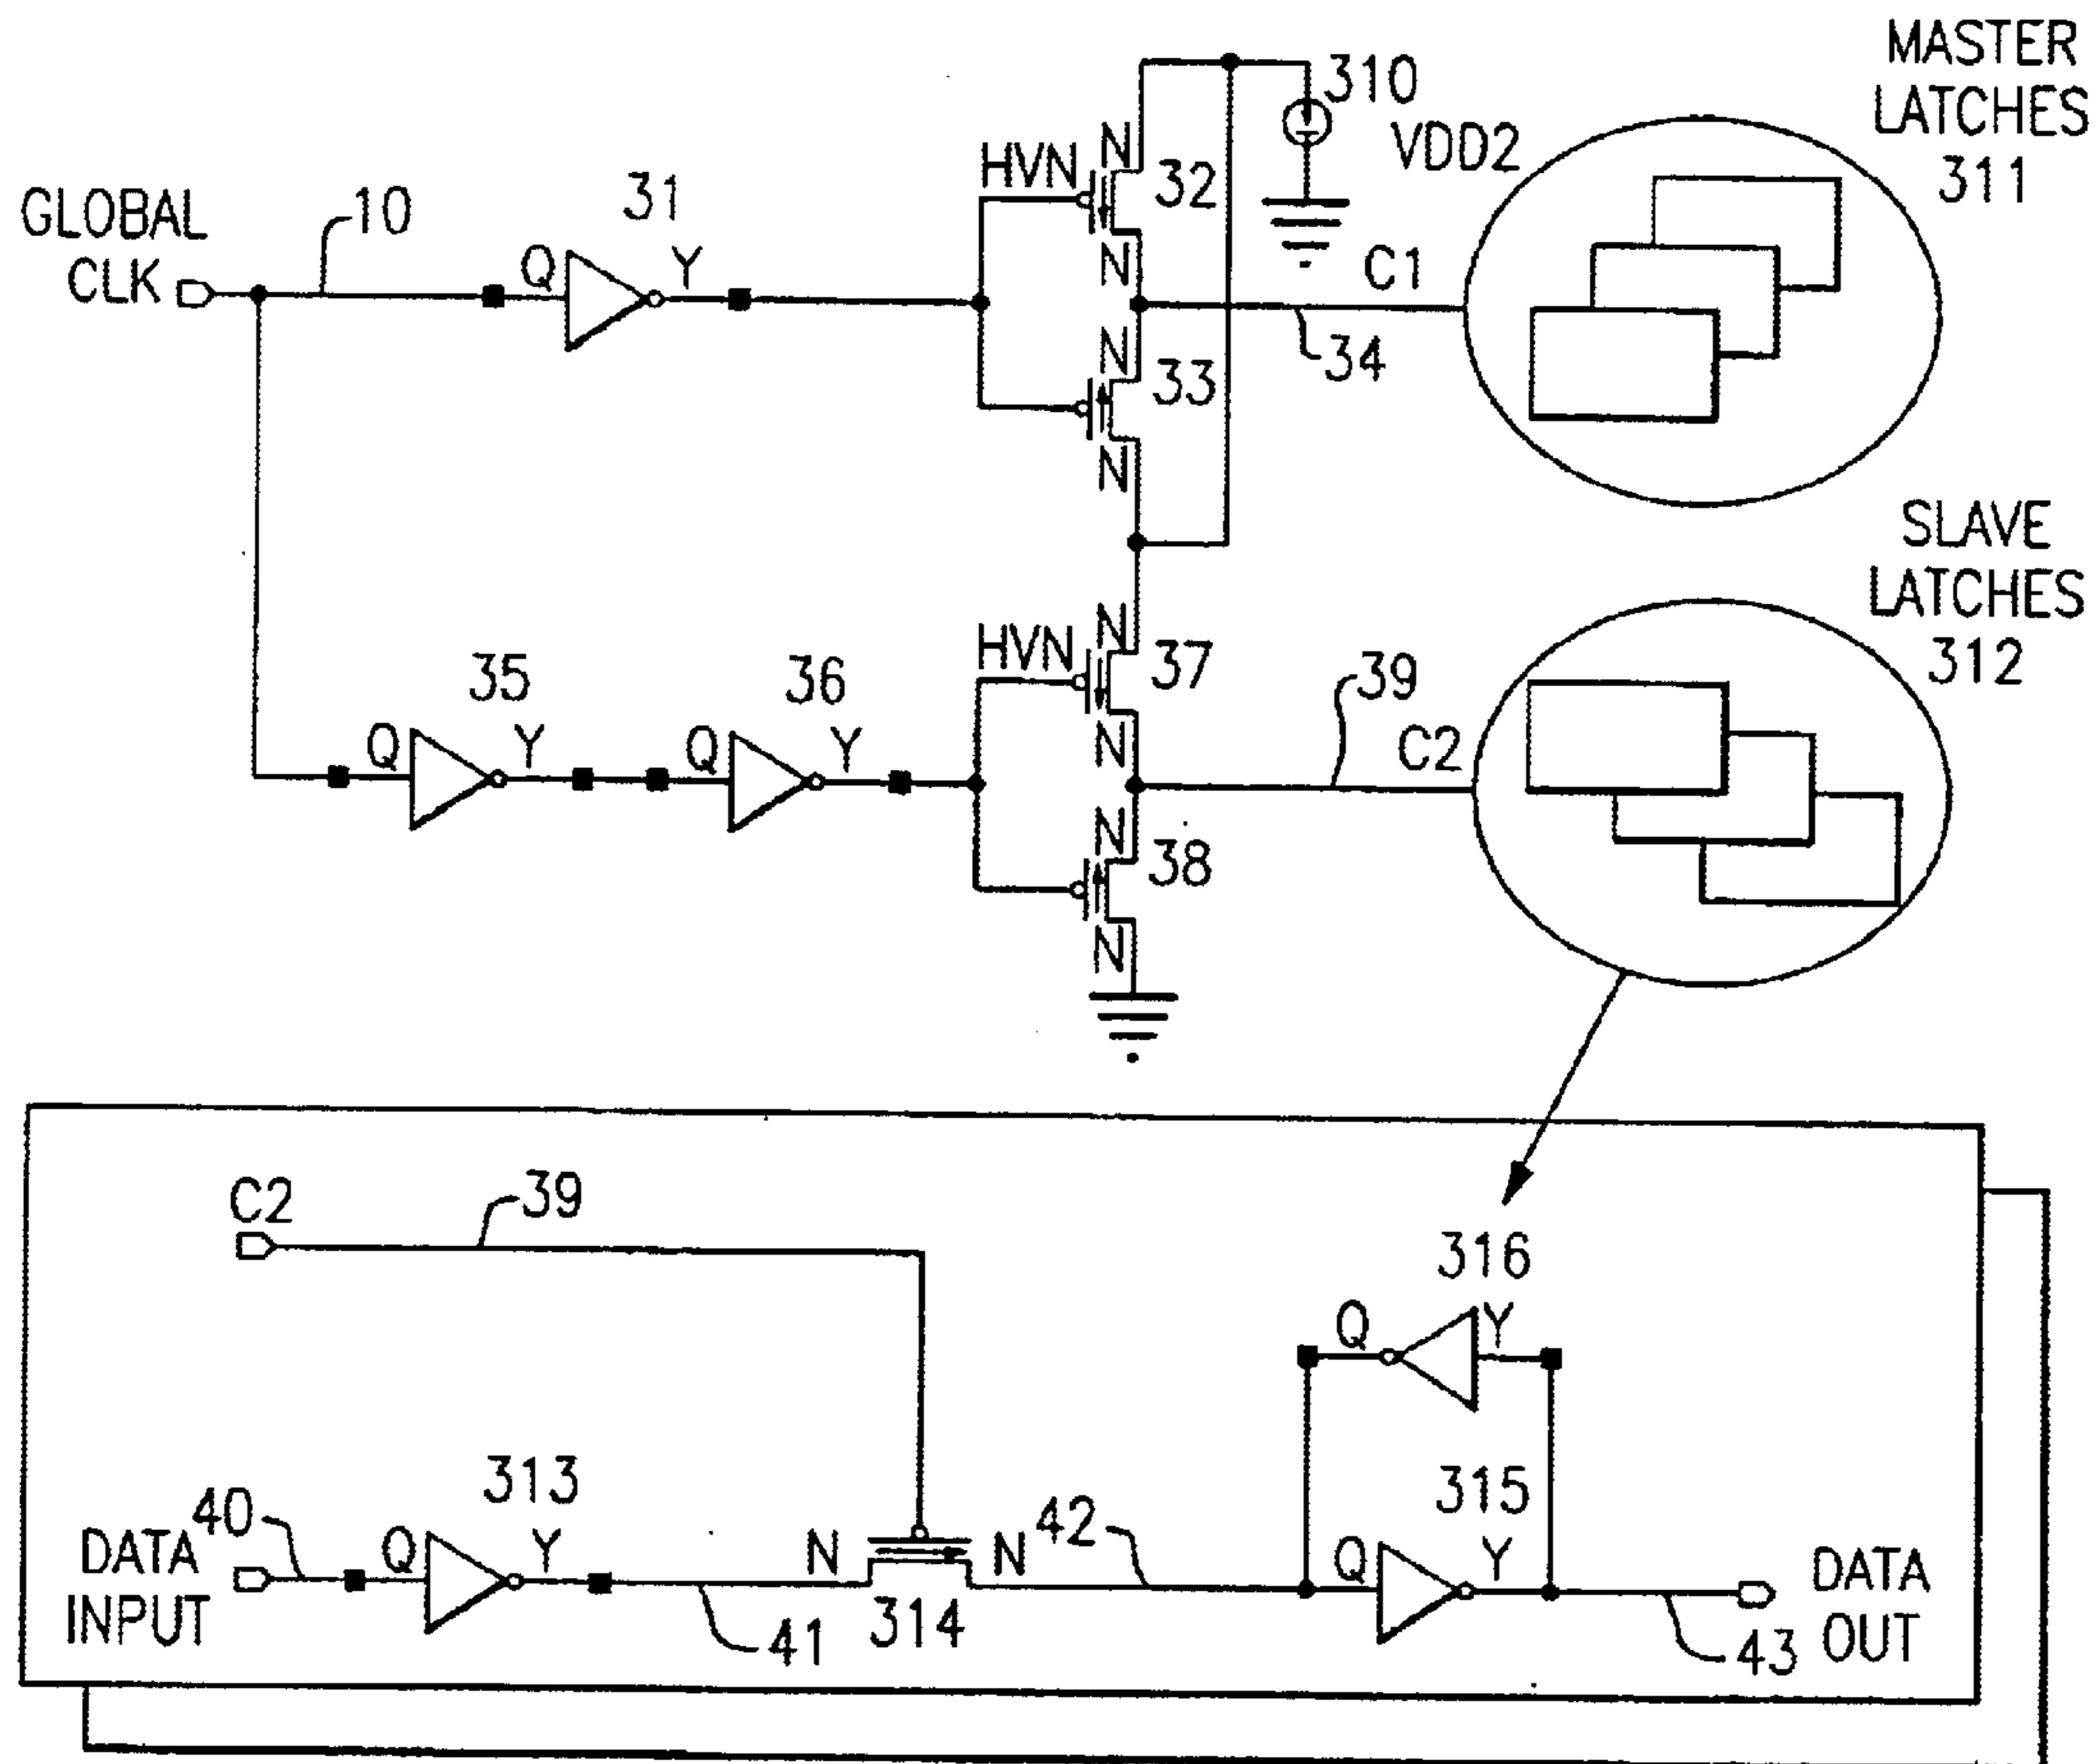 MASTER
LATCHES
311
310
VDD2
HVN
N
32
N
GLOBAL
CLK
10
31
Q
Y
C1
34
N
33
N
SLAVE
LATCHES
312
HVN
N
37
N
35
Q
Y
36
Q
Y
39
C2
N
38
N
C2
39
316
Q
Y
313
315
40
DATA
INPUT
Q
Y
41
N
N
314
42
Q
Y
43
DATA
OUT